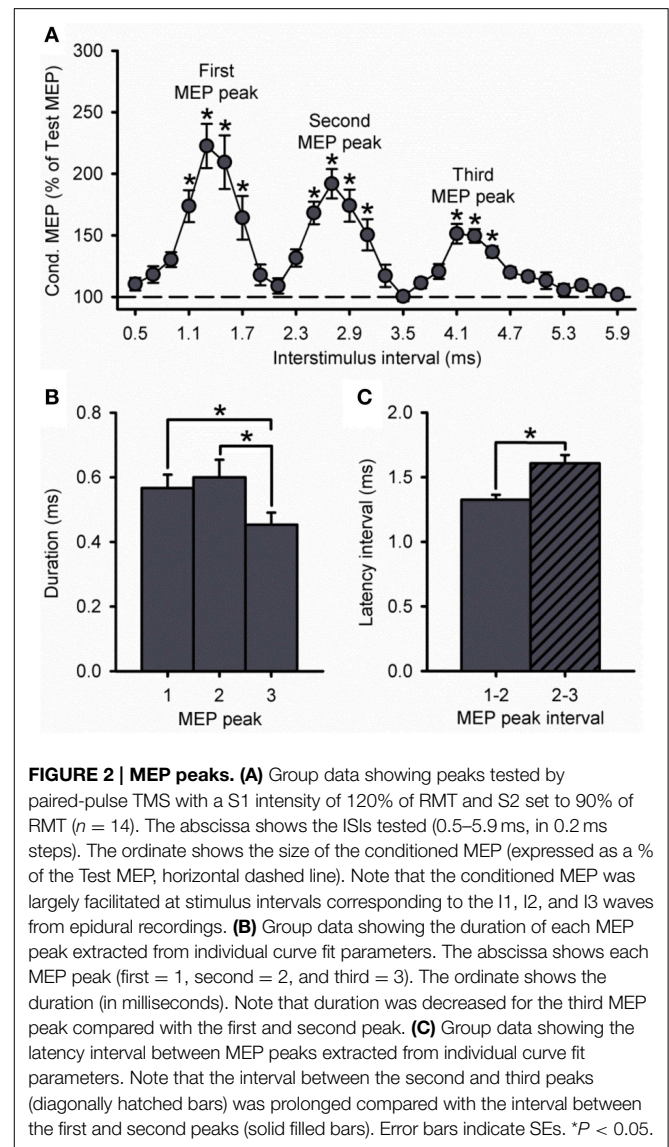 A
300
250
200
150
100
Cond. MEP (% of Test MEP)
First
MEP peak
Second
MEP peak
Third
MEP peak
* * * *
* * * *
* * *
0.5 1.1 1.7 2.3 2.9 3.5 4.1 4.7 5.3 5.9
Interstimulus interval (ms)
B
0.8
0.6
0.4
0.2
0.0
Duration (ms)
*
*
1 2 3
MEP peak
C
2.0
1.5
1.0
0.5
0.0
Latency interval (ms)
*
1-2 2-3
MEP peak interval
FIGURE 2 | MEP peaks. (A) Group data showing peaks tested by
paired-pulse TMS with a S1 intensity of 120% of RMT and S2 set to 90% of
RMT (n = 14). The abscissa shows the ISIs tested (0.5–5.9 ms, in 0.2 ms
steps). The ordinate shows the size of the conditioned MEP (expressed as a %
of the Test MEP, horizontal dashed line). Note that the conditioned MEP was
largely facilitated at stimulus intervals corresponding to the I1, I2, and I3 waves
from epidural recordings. (B) Group data showing the duration of each MEP
peak extracted from individual curve fit parameters. The abscissa shows each
MEP peak (first = 1, second = 2, and third = 3). The ordinate shows the
duration (in milliseconds). Note that duration was decreased for the third MEP
peak compared with the first and second peak. (C) Group data showing the
latency interval between MEP peaks extracted from individual curve fit
parameters. Note that the interval between the second and third peaks
(diagonally hatched bars) was prolonged compared with the interval between
the first and second peaks (solid filled bars). Error bars indicate SEs. *P < 0.05.